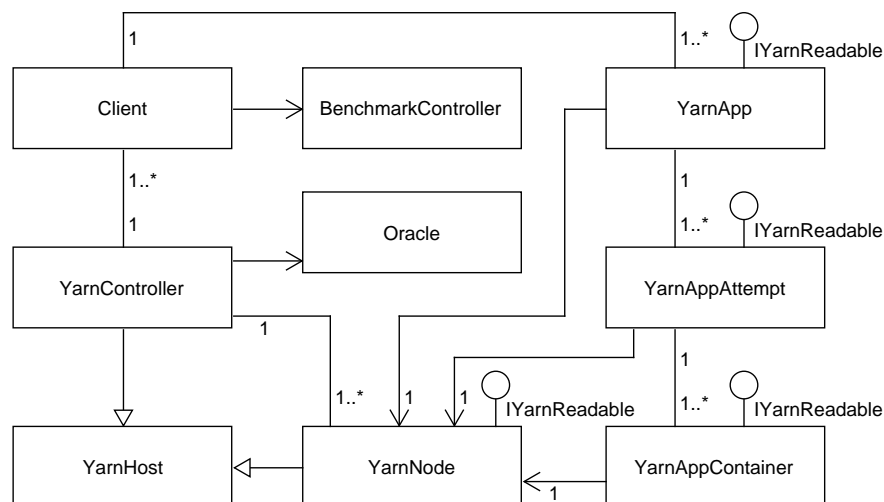 1
1..*
IYarnReadable
Client
BenchmarkController
YarnApp
1..*
1
1
1..*
IYarnReadable
Oracle
YarnController
YarnAppAttempt
1
1
1..*
1
1
1..*
IYarnReadable
IYarnReadable
YarnHost
YarnNode
YarnAppContainer
1